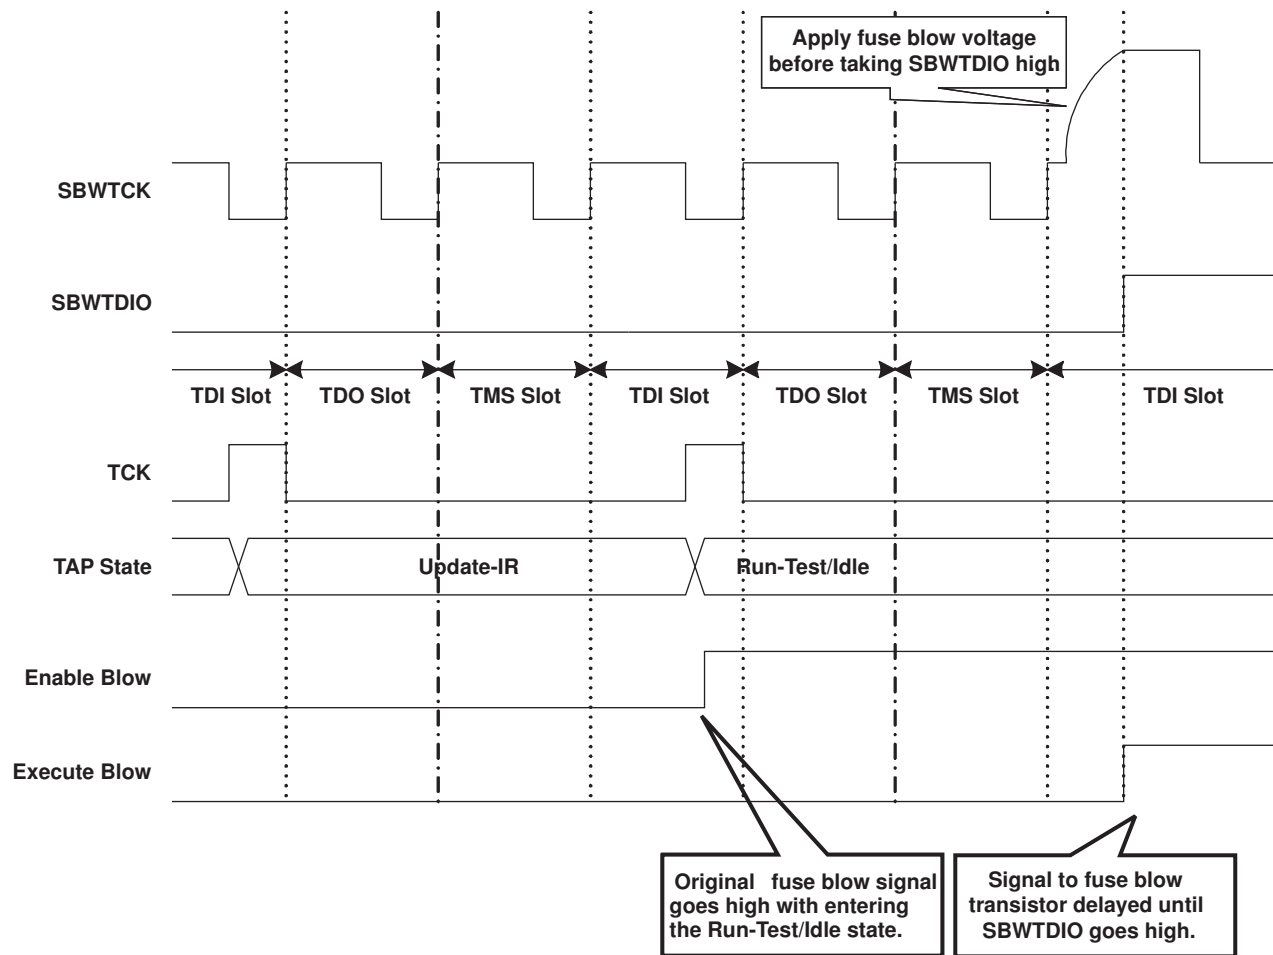 Apply fuse blow voltage
before taking SBWTDIO high
SBWTCK
SBWTDIO
TDI Slot
TDO Slot
TMS Slot
TDI Slot
TDO Slot
TMS Slot
TDI Slot
TCK
TAP State
Update-IR
Run-Test/Idle
Enable Blow
Execute Blow
Original fuse blow signal
goes high with entering
the Run-Test/Idle state.
Signal to fuse blow
transistor delayed until
SBWTDIO goes high.